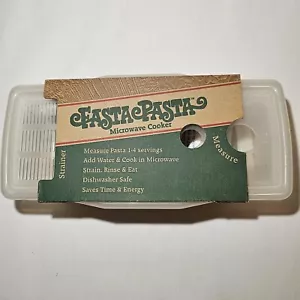 FASTA PASTA
Microwave Cooker
Measure Pasta 1-4 servings
Add Water & Cook in Microwave
Strain, Rinse & Eat
Dishwasher Safe
Saves Time & Energy
Strainer
Measure